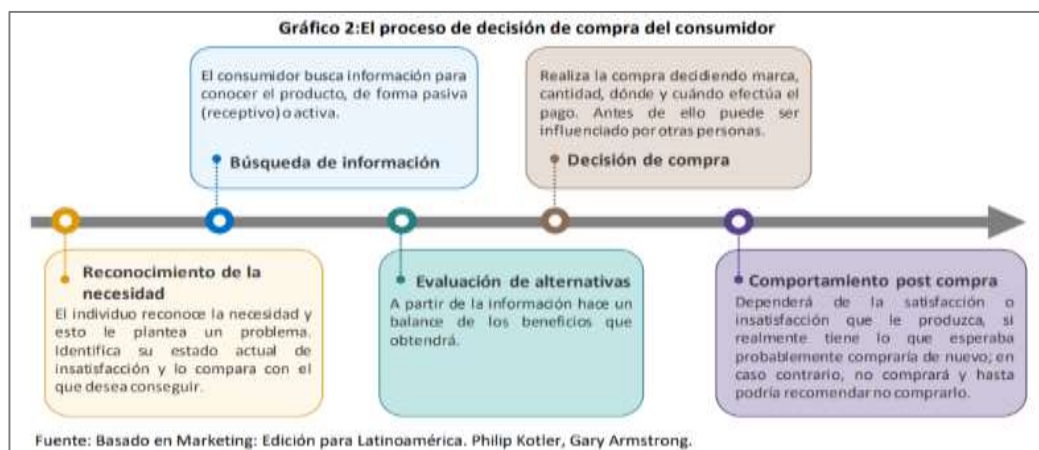 Gráfico 2:El proceso de decisión de compra del consumidor
El consumidor busca información para
conocer el producto, de forma pasiva
(receptivo) o activa.
Búsqueda de información
Realiza la compra decidiendo marca,
cantidad, dónde y cuándo efectúa el
pago. Antes de ello puede ser
influenciado por otras personas.
Decisión de compra
Reconocimiento de la
necesidad
El individuo reconoce la necesidad y
esto le plantea un problema.
Identifica su estado actual de
insatisfacción y lo compara con el
que desea conseguir.
Evaluación de alternativas
A partir de la información hace un
balance de los beneficios que
obtendrá.
Comportamiento post compra
Dependerá de la satisfacción o
insatisfacción que le produzca, si
realmente tiene lo que esperaba
probablemente compraría de nuevo; en
caso contrario, no comprará y hasta
podría recomendar no comprarlo.
Fuente: Basado en Marketing: Edición para Latinoamérica. Philip Kotler, Gary Armstrong.